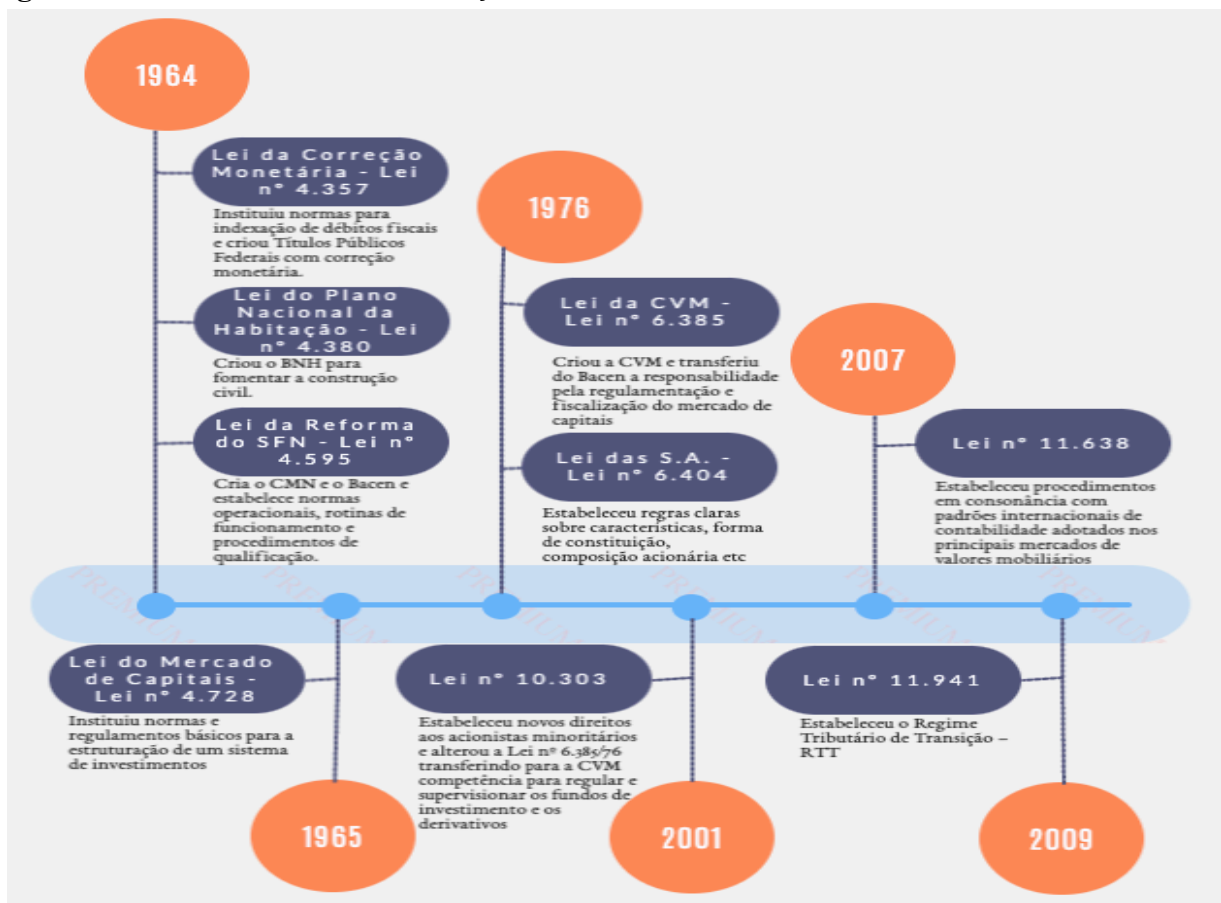 1964
Lei da Correção
Monetária - Lei
nº 4.357
Instituiu normas para
indexação de débitos fiscais
e criou Títulos Públicos
Federais com correção
monetária.
Lei do Plano
Nacional da
Habitação - Lei
nº 4.380
Criou o BNH para
fomentar a construção
civil.
Lei da Reforma
do SFN - Lei nº
4.595
Cria o CMN e o Bacen e
estabelece normas
operacionais, rotinas de
funcionamento e
procedimentos de
qualificação.
1976
Lei da CVM -
Lei nº 6.385
Criou a CVM e transferiu
do Bacen a responsabilidade
pela regulamentação e
fiscalização do mercado de
capitais
Lei das S.A. -
Lei nº 6.404
Estabeleceu regras claras
sobre características, forma
de constituição,
composição acionária etc
2007
Lei nº 11.638
Estabeleceu procedimentos
em consonância com
padrões internacionais de
contabilidade adotados nos
principais mercados de
valores mobiliários
PREMIUM PREMIUM PREMIUM PREMIUM PREMIUM PREMIUM
Lei do Mercado
de Capitais -
Lei nº 4.728
Instituiu normas e
regulamentos básicos para a
estruturação de um sistema
de investimentos
1965
Lei nº 10.303
Estabeleceu novos direitos
aos acionistas minoritários
e alterou a Lei nº 6.385/76
transferindo para a CVM
competência para regular e
supervisionar os fundos de
investimento e os
derivativos
2001
Lei nº 11.941
Estabeleceu o Regime
Tributário de Transição –
RTT
2009